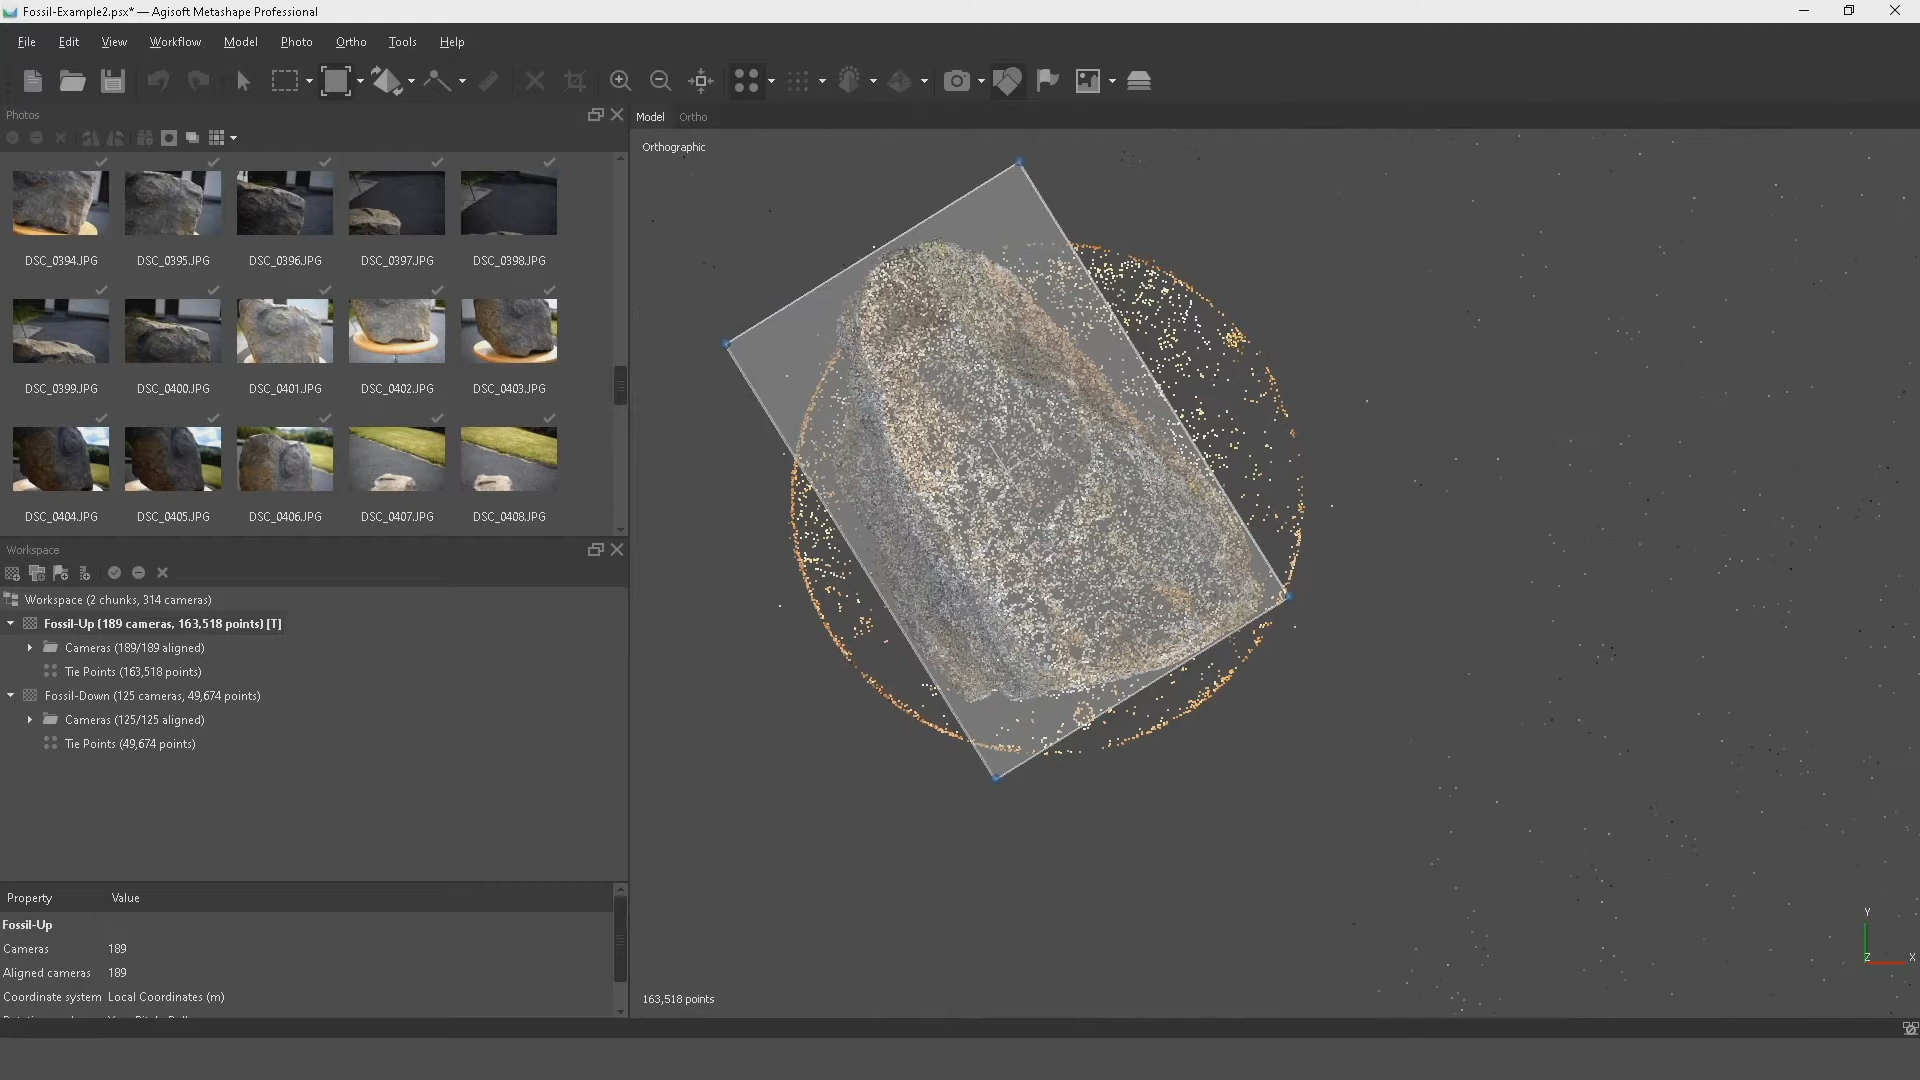 Fossil-Example2.psx* — Agisoft Metashape Professional
File Edit View Workflow Model Photo Ortho Tools Help
Photos
DSC_0394.JPG DSC_0395.JPG DSC_0396.JPG DSC_0397.JPG DSC_0398.JPG
DSC_0399.JPG DSC_0400.JPG DSC_0401.JPG DSC_0402.JPG DSC_0403.JPG
DSC_0404.JPG DSC_0405.JPG DSC_0406.JPG DSC_0407.JPG DSC_0408.JPG
Workspace
Workspace (2 chunks, 314 cameras)
Fossil-Up (189 cameras, 163,518 points) [T]
Cameras (189/189 aligned)
Tie Points (163,518 points)
Fossil-Down (125 cameras, 49,674 points)
Cameras (125/125 aligned)
Tie Points (49,674 points)
Property Value
Fossil-Up
Cameras 189
Aligned cameras 189
Coordinate system Local Coordinates (m)
Model Ortho
Orthographic
163,518 points
Y
Z X